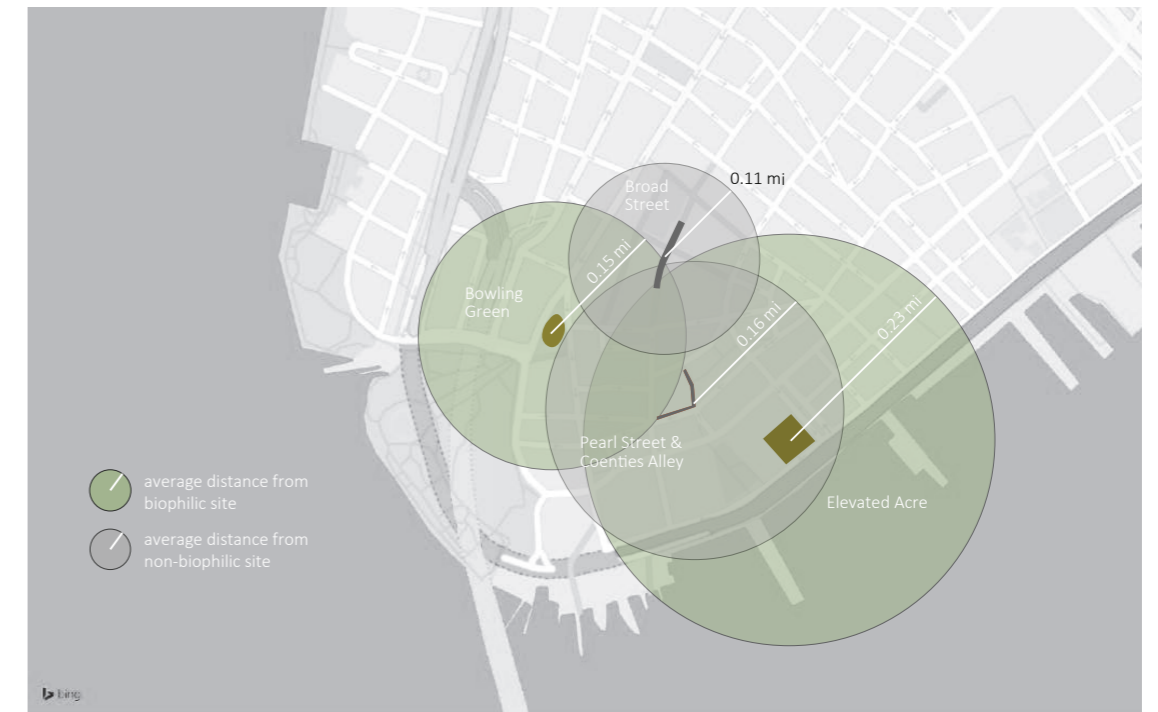 Broad
Street
0.11 mi
0.15 mi
Bowling
Green
0.16 mi
0.23 mi
Pearl Street &
Coenties Alley
Elevated Acre
average distance from
biophilic site
average distance from
non-biophilic site
bing